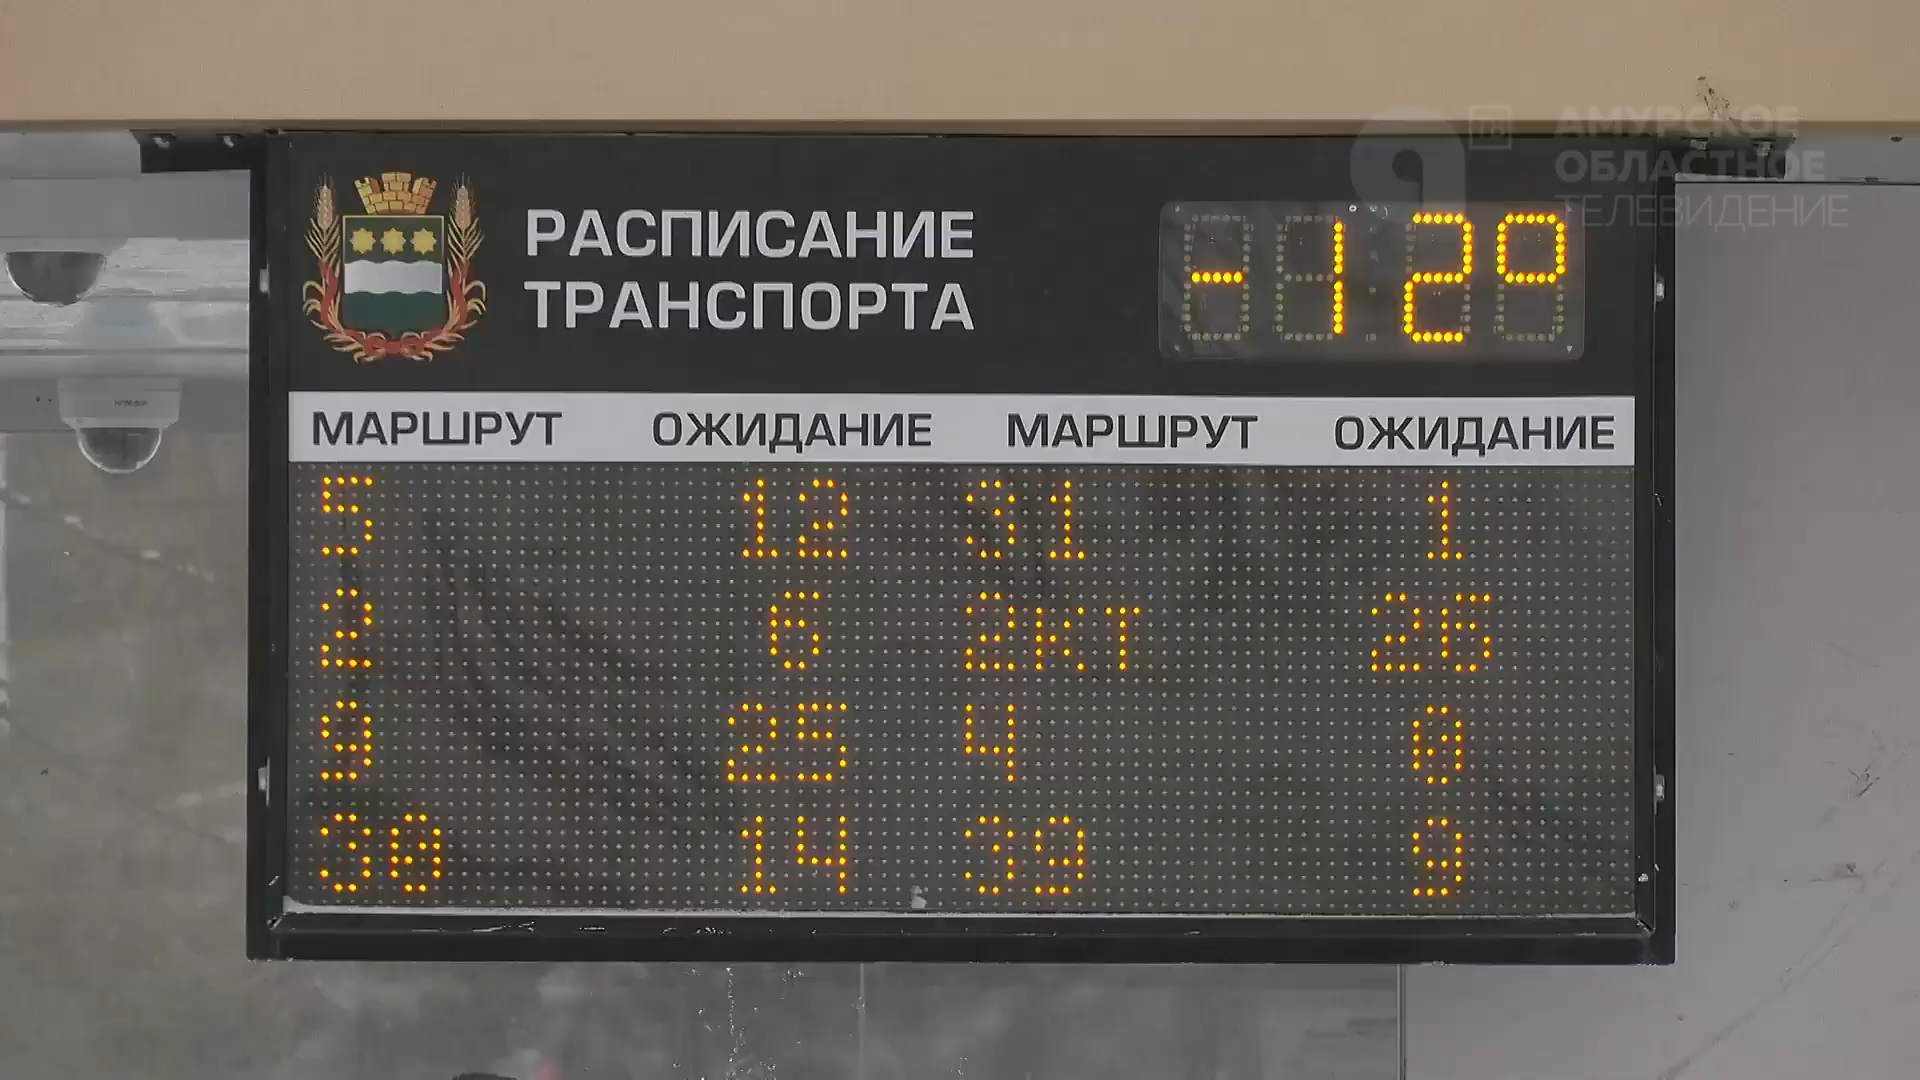 АМУРСКОЕ
ОБЛАСТНОЕ
ТЕЛЕВИДЕНИЕ
РАСПИСАНИЕ
ТРАНСПОРТА
-12°
МАРШРУТ ОЖИДАНИЕ МАРШРУТ ОЖИДАНИЕ
5 12 31 1
2 6 2КТ 26
9 25 4 0
30 14 39 9